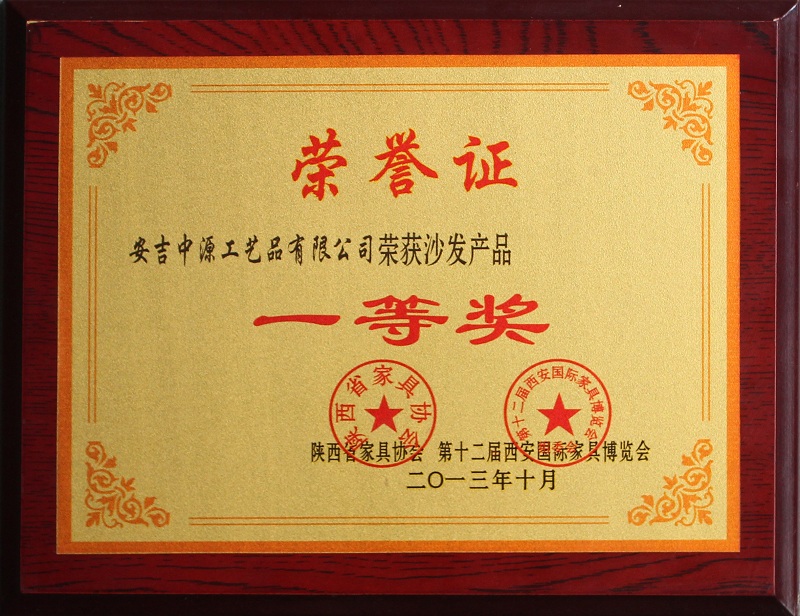 荣誉证
安吉中源工艺品有限公司荣获沙发产品
一等奖
陕西省家具协会
第十二届西安国际家具博览会
组委会
陕西省家具协会 第十二届西安国际家具博览会
二〇一三年十月